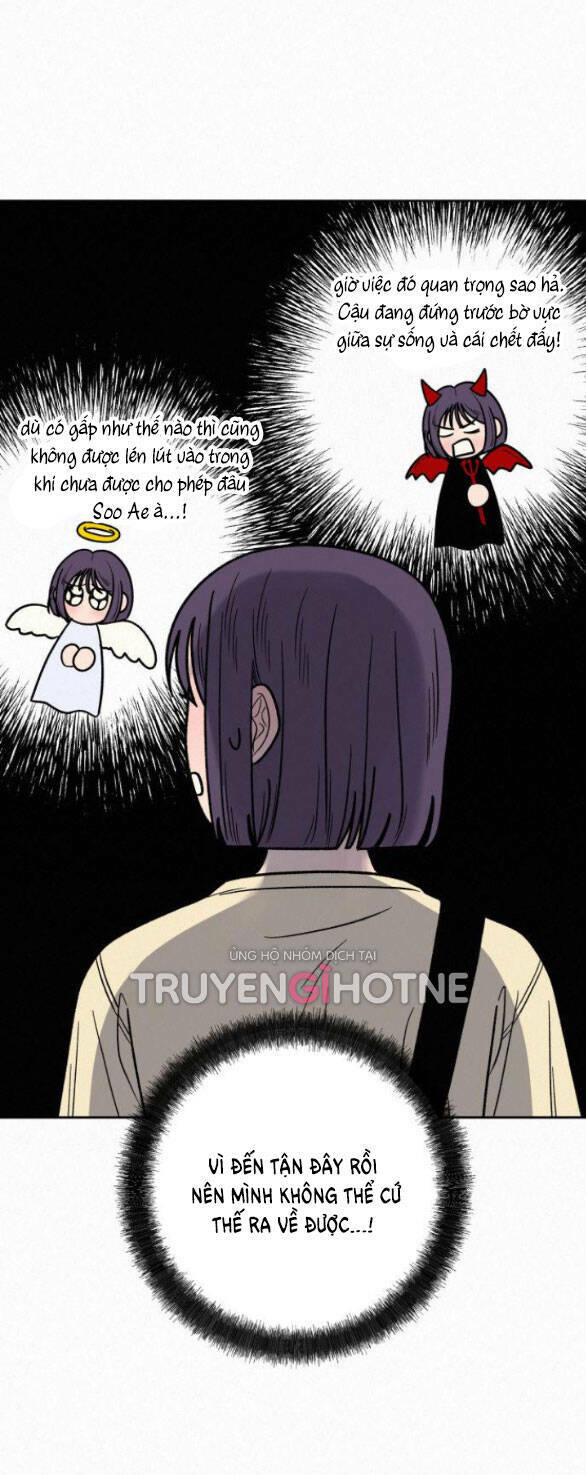 giờ việc đó quan trọng sao hả.
Cậu đang đứng trước bờ vực
giữa sự sống và cái chết đấy!
dù có gấp như thế nào thì cũng
không được lén lút vào trong
khi chưa được cho phép đâu
Soo Ae à...!
ỦNG HỘ NHÓM DỊCH TẠI
TRUYENGIHOTNE
VÌ ĐẾN TẬN ĐÂY RỒI
NÊN MÌNH KHÔNG THỂ CỨ
THẾ RA VỀ ĐƯỢC...!